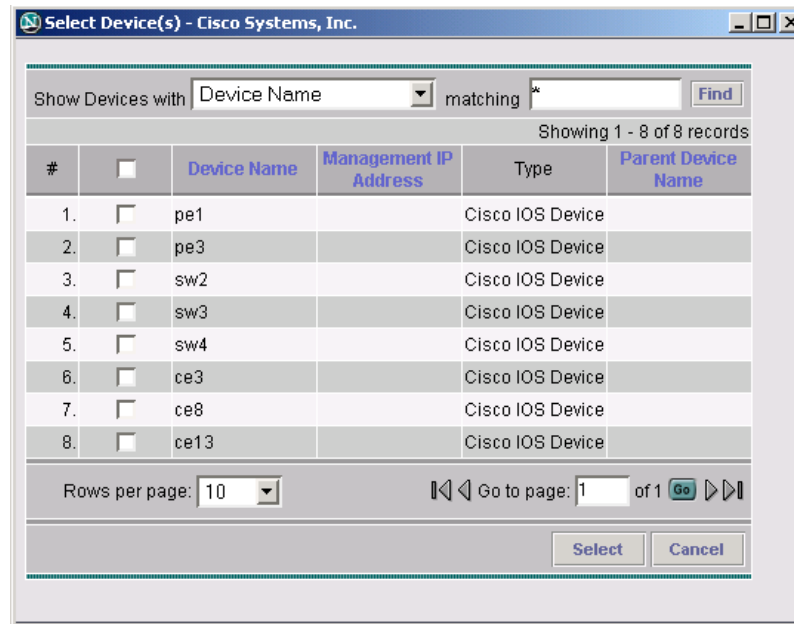 Select Device(s) - Cisco Systems, Inc.
Show Devices with Device Name matching * Find
Showing 1 - 8 of 8 records
# Device Name Management IP Address Type Parent Device Name
1. pe1 Cisco IOS Device
2. pe3 Cisco IOS Device
3. sw2 Cisco IOS Device
4. sw3 Cisco IOS Device
5. sw4 Cisco IOS Device
6. ce3 Cisco IOS Device
7. ce8 Cisco IOS Device
8. ce13 Cisco IOS Device
Rows per page: 10 Go to page: 1 of 1 Go
Select Cancel